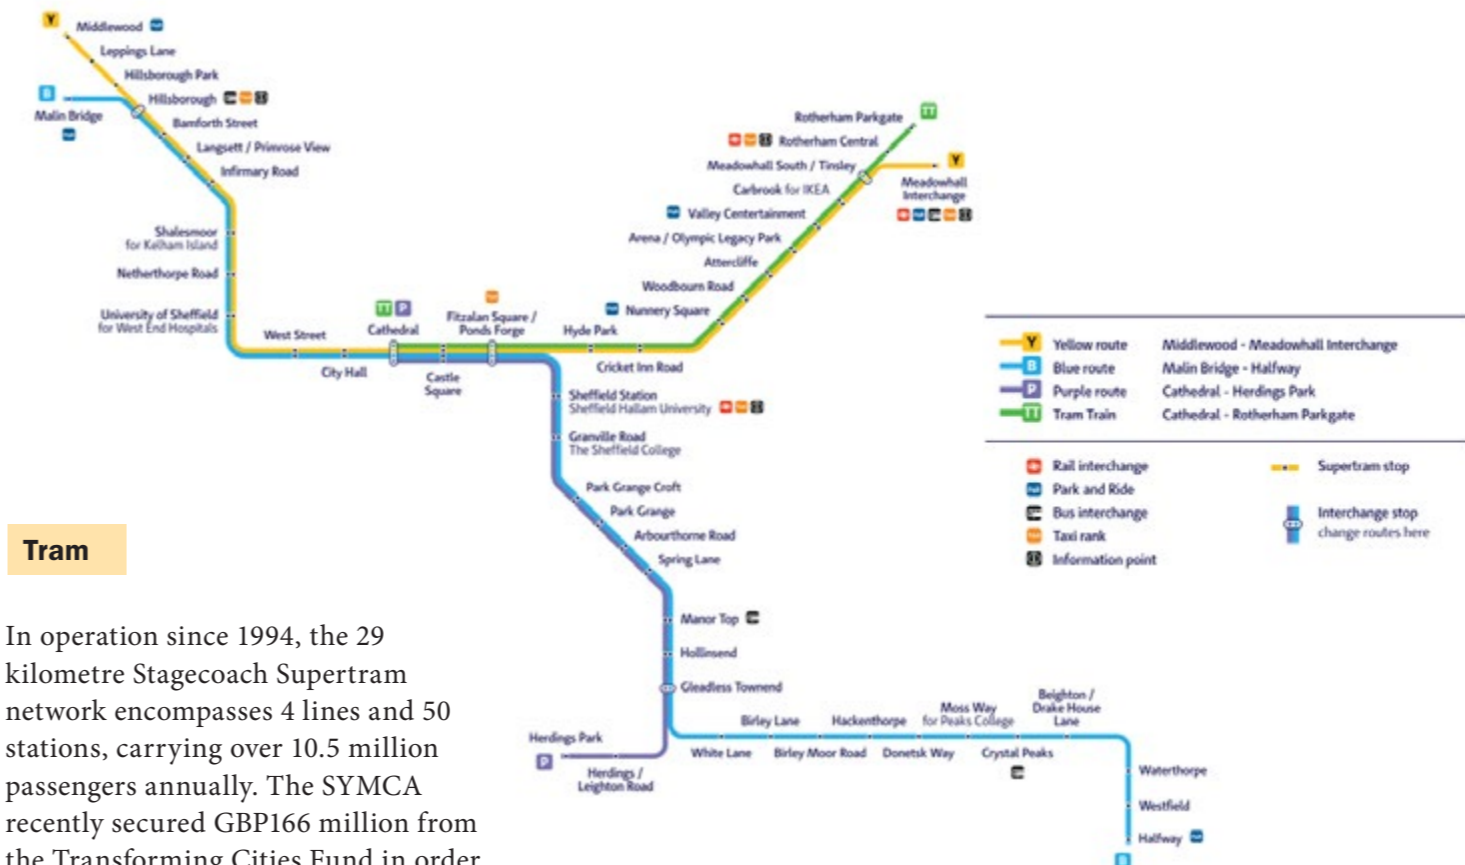 Y
Middlewood
Leppings Lane
Hillsborough Park
B
Hillsborough
Malin Bridge
Bamforth Street
Langsett / Primrose View
Infirmary Road
Shalesmoor
for Kelham Island
Netherthorpe Road
University of Sheffield
for West End Hospitals
West Street
City Hall
TT P
Cathedral
Castle
Square
Fitzalan Square /
Ponds Forge
Hyde Park
Cricket Inn Road
Nunnery Square
Woodbourn Road
Attercliffe
Arena / Olympic Legacy Park
Valley Centertainment
Carbrook for IKEA
Meadowhall South / Tinsley
Rotherham Central
Rotherham Parkgate
TT
Y
Meadowhall
Interchange
Sheffield Station
Sheffield Hallam University
Granville Road
The Sheffield College
Park Grange Croft
Park Grange
Arbourthorne Road
Spring Lane
Manor Top
Hollinsend
Gleadless Townend
Herdings Park
P
Herdings /
Leighton Road
White Lane
Birley Lane
Birley Moor Road
Hackenthorpe
Donetsk Way
Moss Way
for Peaks College
Crystal Peaks
Beighton /
Drake House
Lane
Waterthorpe
Westfield
Halfway
B
Y Yellow route Middlewood - Meadowhall Interchange
B Blue route Malin Bridge - Halfway
P Purple route Cathedral - Herdings Park
TT Tram Train Cathedral - Rotherham Parkgate
Rail interchange
Park and Ride
Bus interchange
Taxi rank
Information point
Supertram stop
Interchange stop
change routes here
Tram
In operation since 1994, the 29
kilometre Stagecoach Supertram
network encompasses 4 lines and 50
stations, carrying over 10.5 million
passengers annually. The SYMCA
recently secured GBP166 million from
the Transforming Cities Fund in order